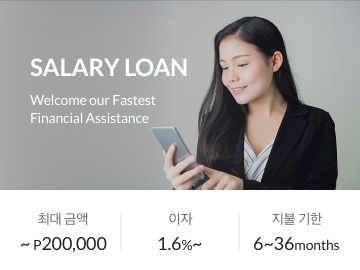 SALARY LOAN
Welcome our Fastest
Financial Assistance
최대 금액
이자
지불 기한
~ P200,000
1.6%~
6~36months